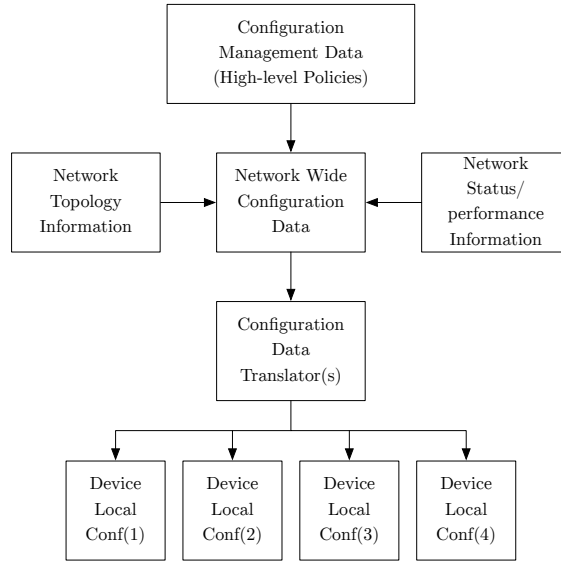 Configuration
Management Data
(High-level Policies)
Network
Topology
Information
Network Wide
Configuration
Data
Network
Status/
performance
Information
Configuration
Data
Translator(s)
Device
Local
Conf(1)
Device
Local
Conf(2)
Device
Local
Conf(3)
Device
Local
Conf(4)